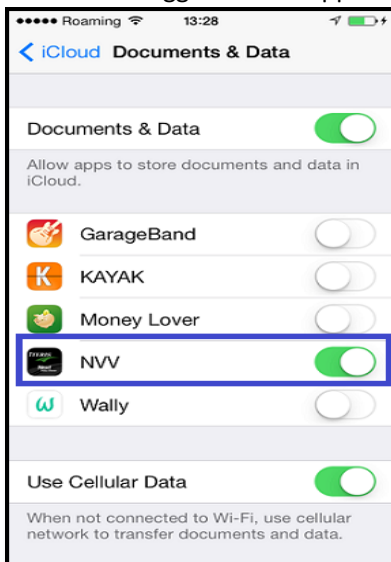 Roaming 13:28
iCloud Documents & Data
Documents & Data
Allow apps to store documents and data in
iCloud.
GarageBand
K KAYAK
Money Lover
NVV
Wally
Use Cellular Data
When not connected to Wi-Fi, use cellular
network to transfer documents and data.